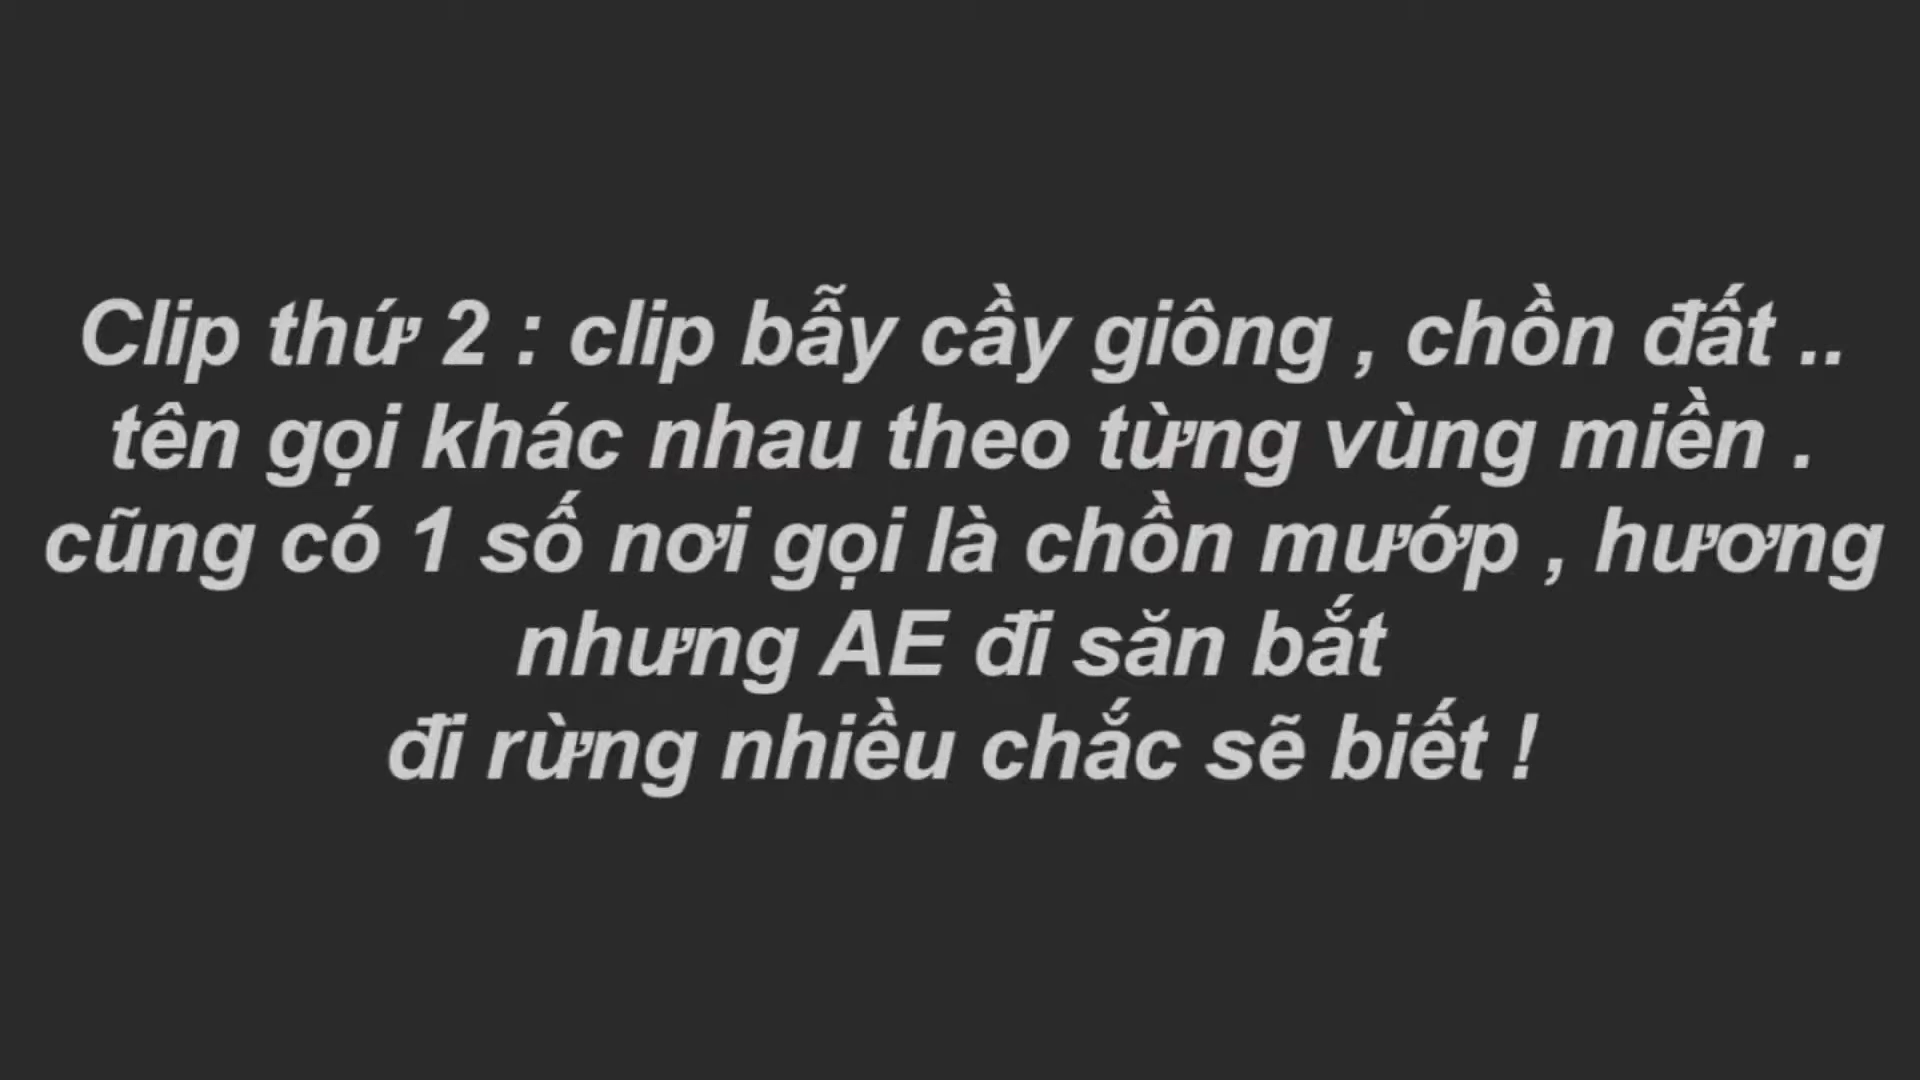 Clip thứ 2 : clip bẫy cầy giông , chồn đất ..
tên gọi khác nhau theo từng vùng miền .
cũng có 1 số nơi gọi là chồn mướp , hương
nhưng AE đi săn bắt
đi rừng nhiều chắc sẽ biết !